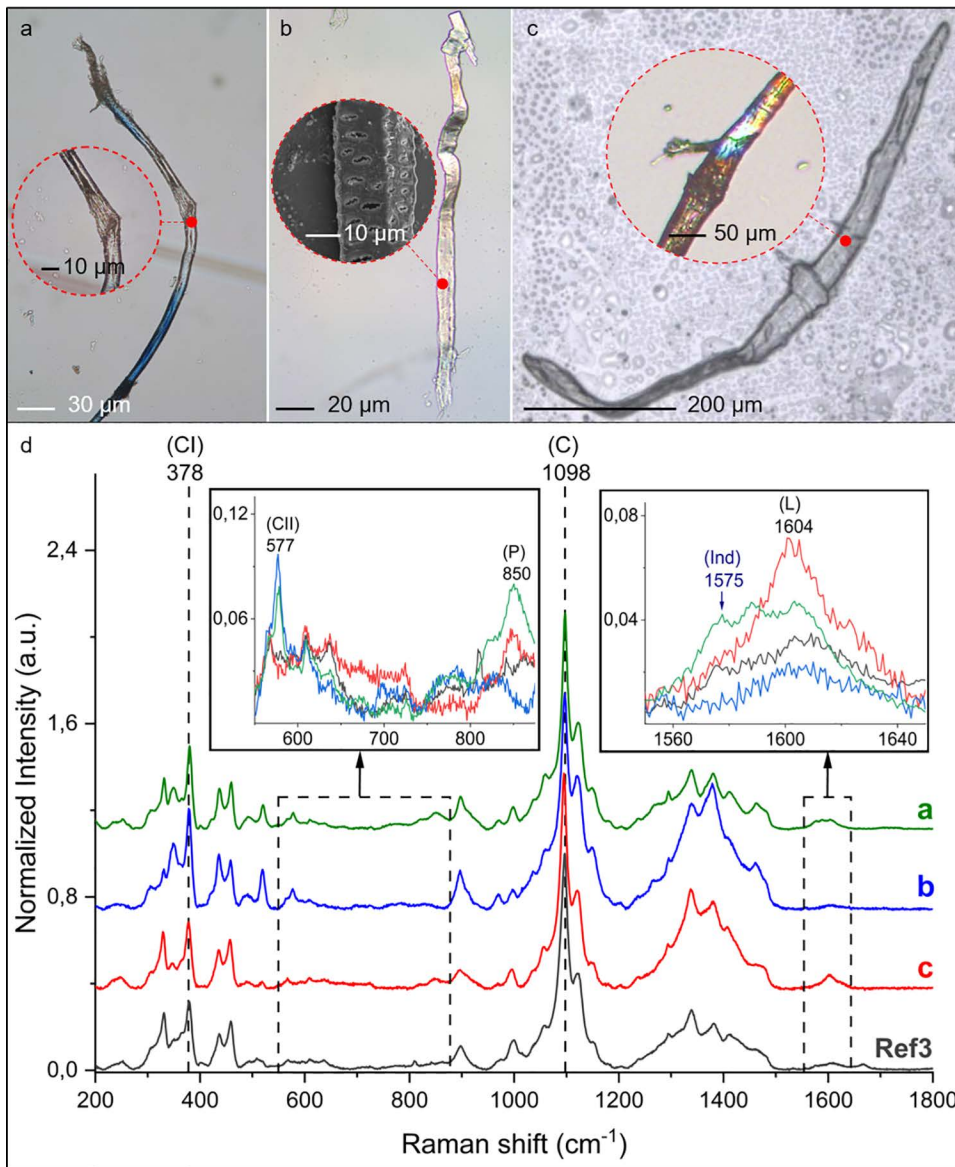 a
10 µm
30 µm
b
10 µm
20 µm
c
50 µm
200 µm
d
(CI)
378
(C)
1098
0,12
0,06
(CII)
577
(P)
850
600 700 800
0,08
0,04
(L)
1604
(Ind)
1575
1560 1600 1640
2,4
1,6
0,8
0,0
Normalized Intensity (a.u.)
a
b
c
Ref3
200 400 600 800 1000 1200 1400 1600 1800
Raman shift (cm⁻¹)